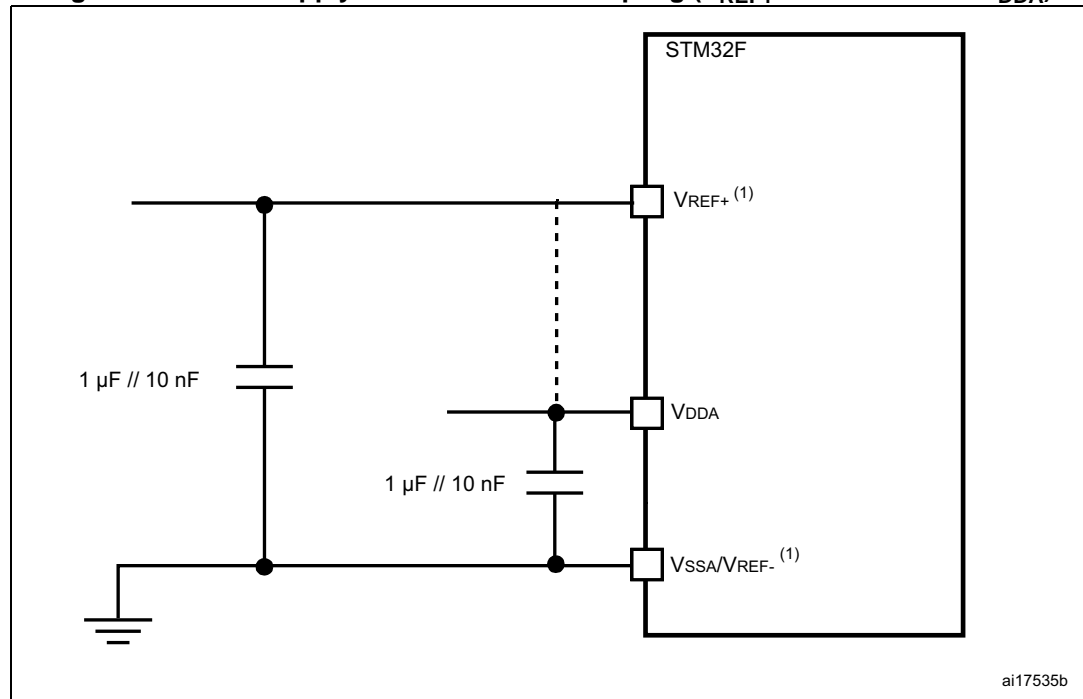 STM32F
VREF+ (1)
1 µF // 10 nF
VDDA
1 µF // 10 nF
VSSA/VREF- (1)
ai17535b